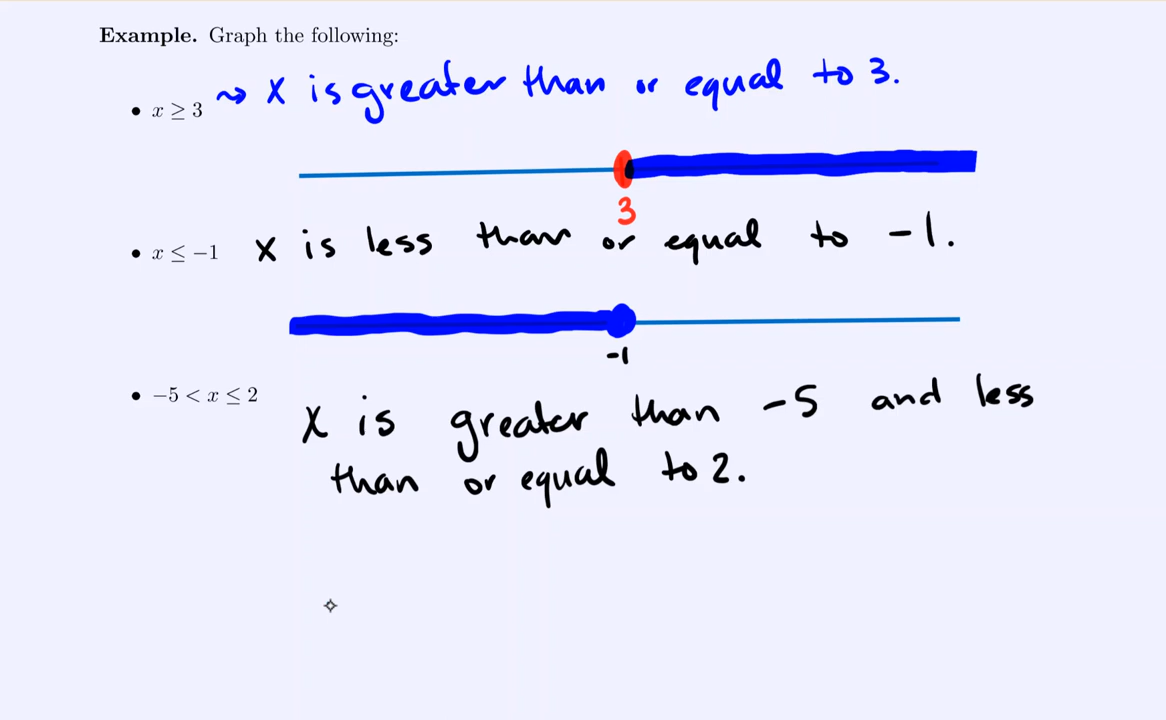 Example. Graph the following:
• x ≥ 3 ⇝ x is greater than or equal to 3.
3
• x ≤ −1 x is less than or equal to -1.
-1
• −5 < x ≤ 2 x is greater than -5 and less
than or equal to 2.